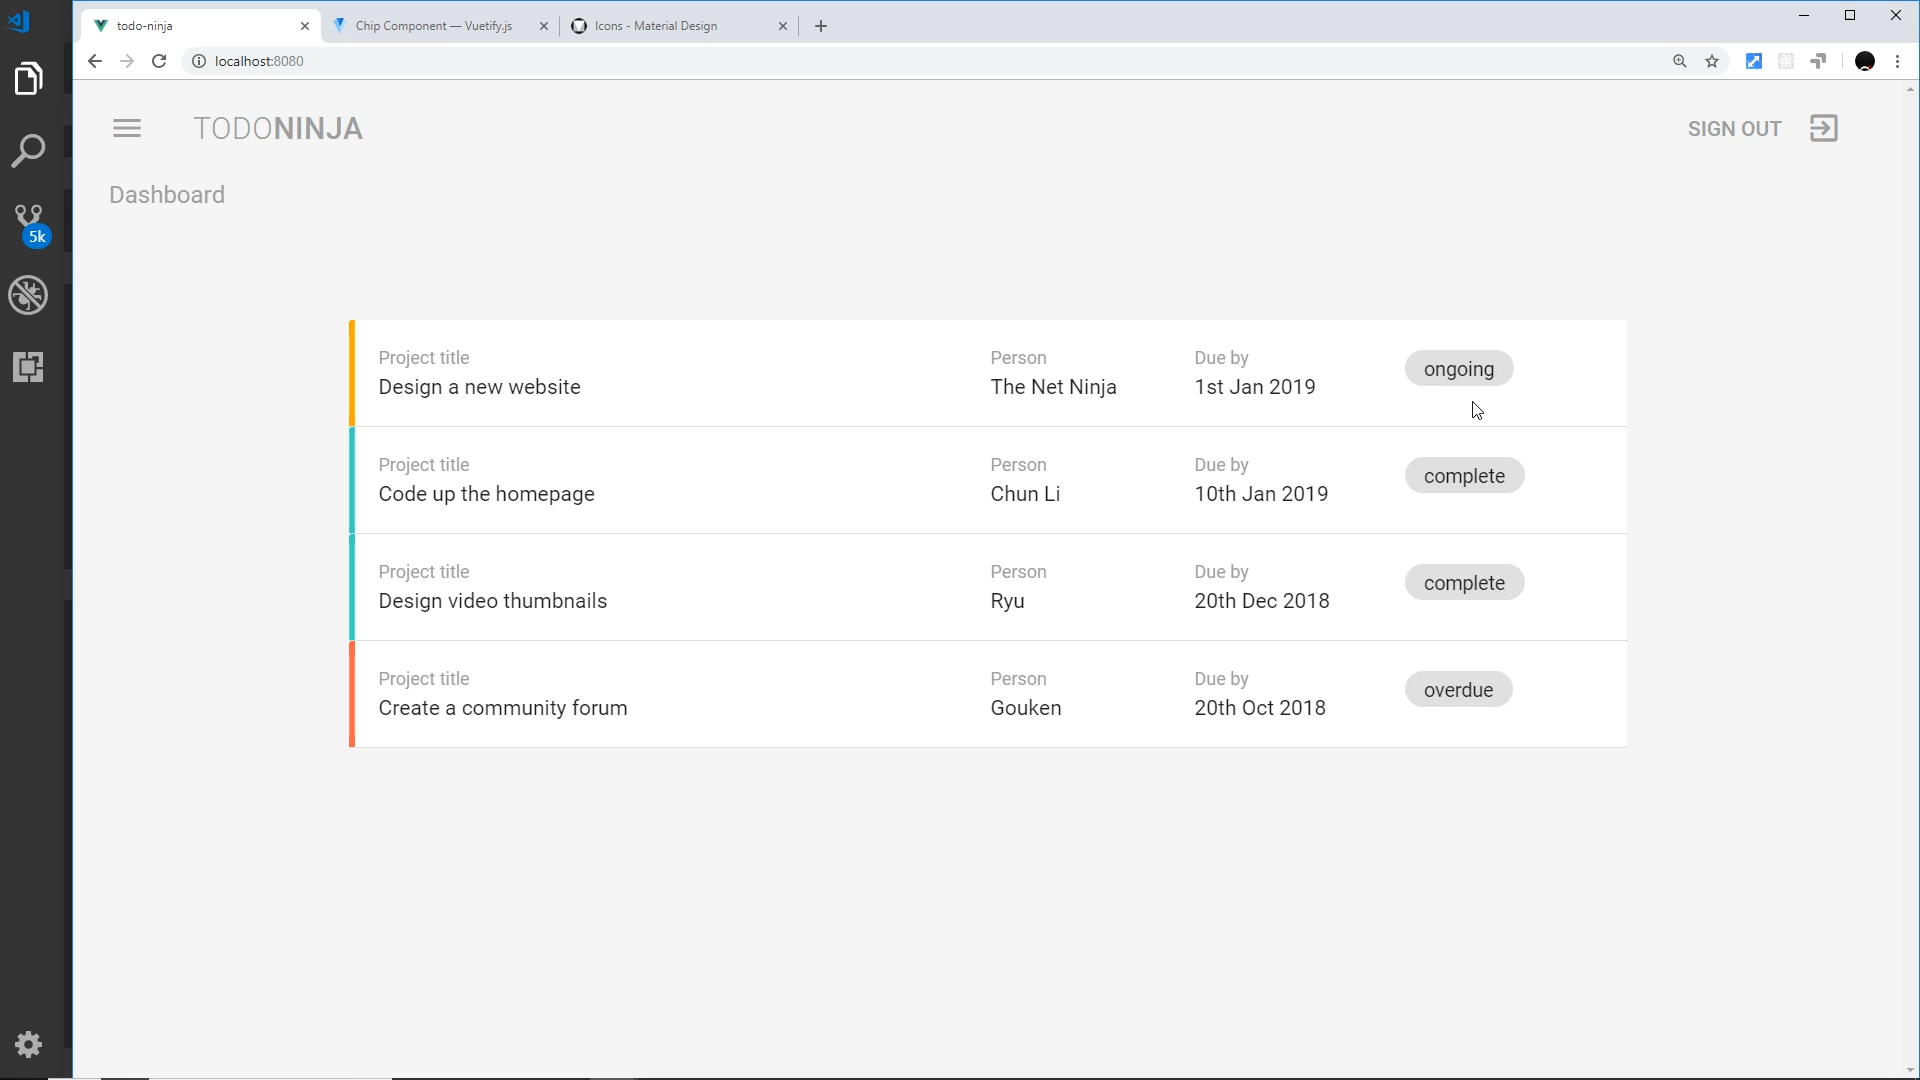 todo-ninja
Chip Component — Vuetify.js
Icons - Material Design
localhost:8080
TODONINJA
SIGN OUT
Dashboard
5k
Project title
Person
Due by
ongoing
Design a new website
The Net Ninja
1st Jan 2019
Project title
Person
Due by
complete
Code up the homepage
Chun Li
10th Jan 2019
Project title
Person
Due by
complete
Design video thumbnails
Ryu
20th Dec 2018
Project title
Person
Due by
overdue
Create a community forum
Gouken
20th Oct 2018